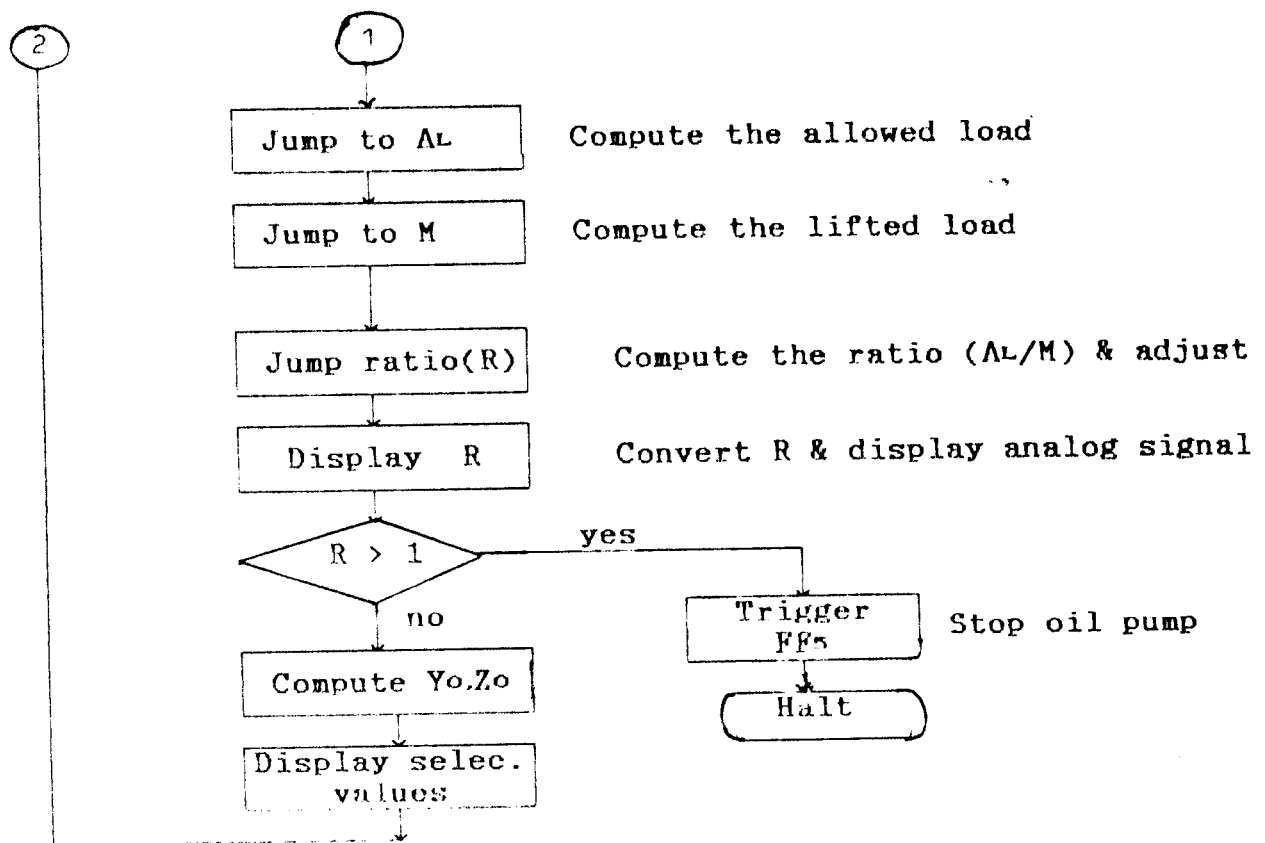 2
1
Jump to AL
Compute the allowed load
Jump to M
Compute the lifted load
Jump ratio(R)
Compute the ratio (AL/M) & adjust
Display R
Convert R & display analog signal
R > 1
yes
no
Trigger
FF5
Stop oil pump
Compute Yo.Zo
Halt
Display selec.
values